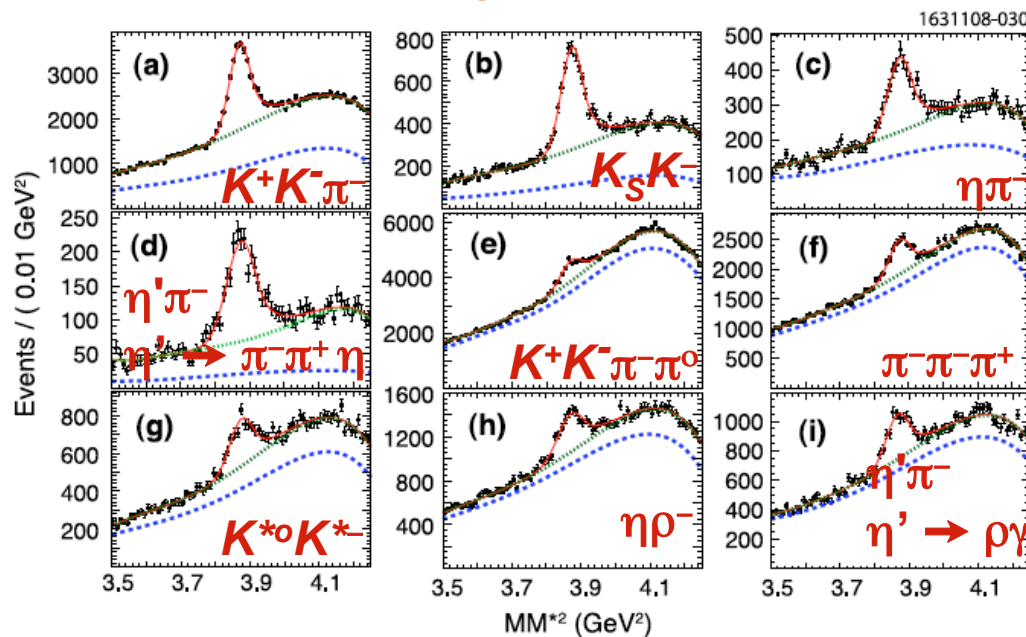 1631108-030
Events / ( 0.01 GeV²)
(a)
3000
2000
1000
K⁺K⁻π⁻
(b)
800
600
400
200
K_S K⁻
(c)
500
400
300
200
100
ηπ⁻
(d)
250
200
150
100
50
η'π⁻
η' → π⁻π⁺ η
(e)
6000
4000
2000
K⁺K⁻π⁻π⁰
(f)
2500
2000
1500
1000
500
π⁻π⁻π⁺
(g)
800
600
400
200
K*⁰K*⁻
3.5 3.7 3.9 4.1
(h)
1600
1200
800
400
ηρ⁻
3.5 3.7 3.9 4.1
(i)
1000
800
600
400
200
η'π⁻
η’ → ργ
3.5 3.7 3.9 4.1
MM*² (GeV²)